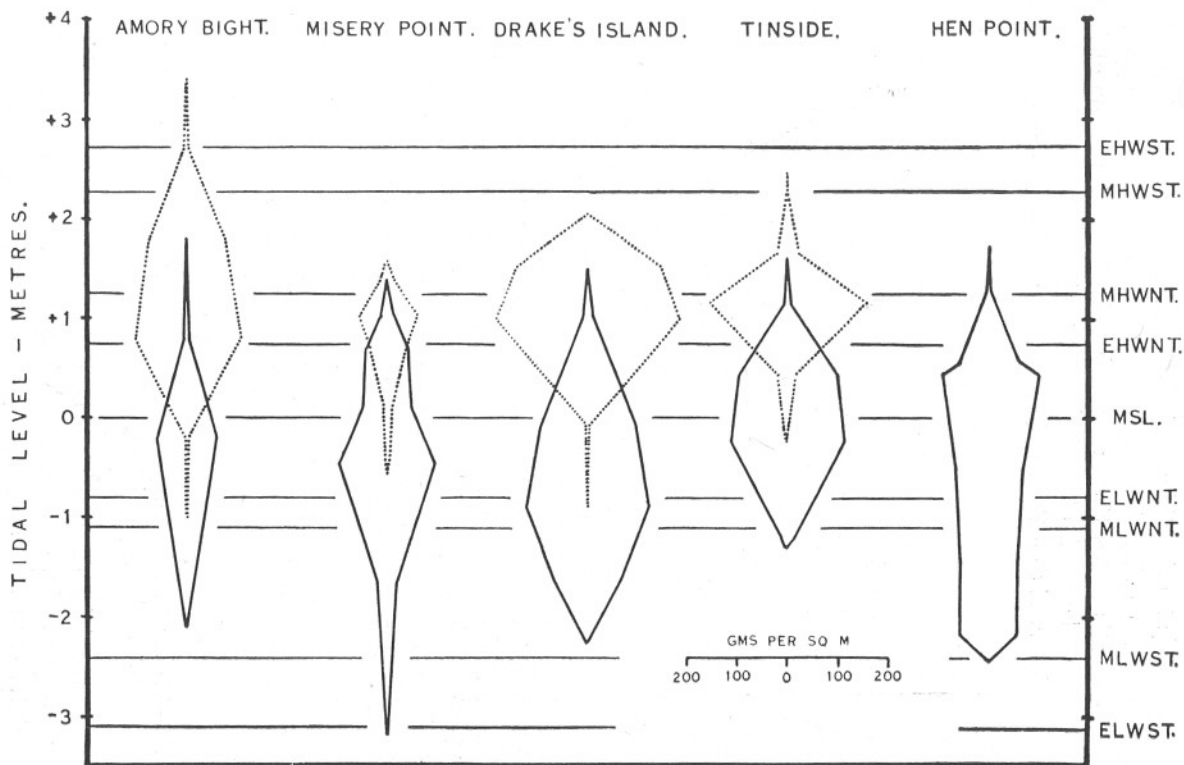 AMORY BIGHT. MISERY POINT. DRAKE'S ISLAND. TINSIDE. HEN POINT.
TIDAL LEVEL – METRES.
+4
+3
+2
+1
0
-1
-2
-3
EHWST.
MHWST.
MHWNT.
EHWNT.
MSL.
ELWNT.
MLWNT.
MLWST.
ELWST.
GMS PER SQ M
200 100 0 100 200